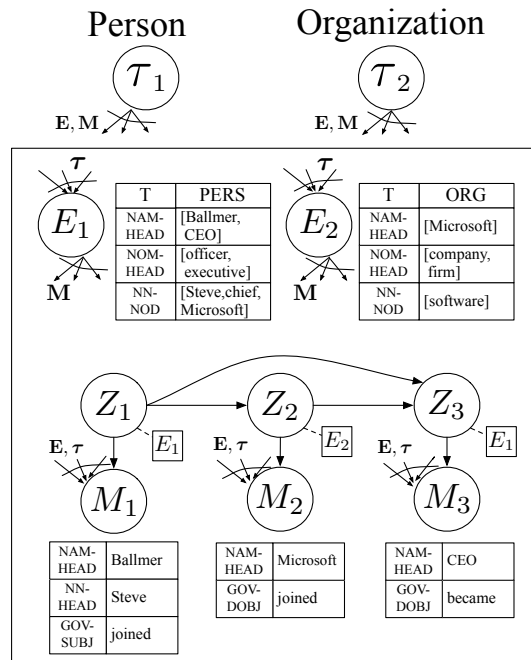 Person Organization
τ1 τ2
E, M E, M
τ τ
E1 E2
M M
T PERS
NAM-HEAD [Ballmer, CEO]
NOM-HEAD [officer, executive]
NN-NOD [Steve,chief, Microsoft]
T ORG
NAM-HEAD [Microsoft]
NOM-HEAD [company, firm]
NN-NOD [software]
Z1 Z2 Z3
E1 E2 E1
E, τ E, τ E, τ
M1 M2 M3
NAM-HEAD Ballmer
NN-HEAD Steve
GOV-SUBJ joined
NAM-HEAD Microsoft
GOV-DOBJ joined
NAM-HEAD CEO
GOV-DOBJ became